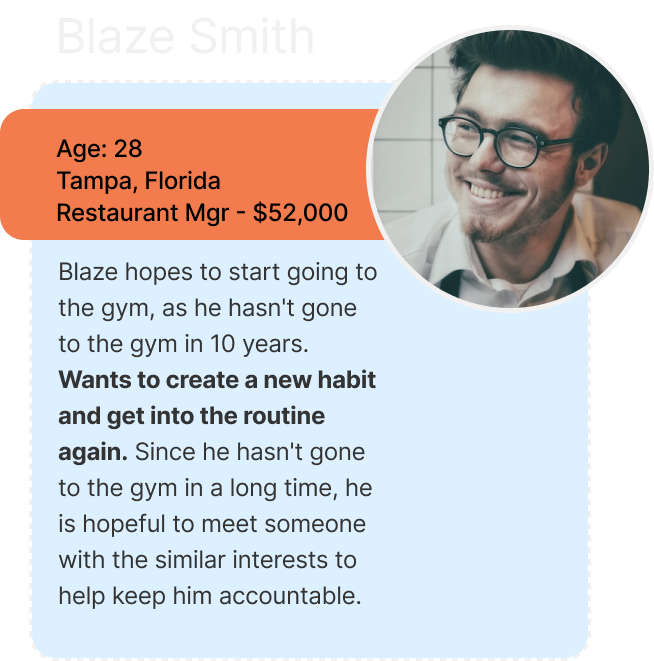 Blaze Smith
Age: 28
Tampa, Florida
Restaurant Mgr - $52,000
Blaze hopes to start going to
the gym, as he hasn't gone
to the gym in 10 years.
Wants to create a new habit
and get into the routine
again. Since he hasn't gone
to the gym in a long time, he
is hopeful to meet someone
with the similar interests to
help keep him accountable.